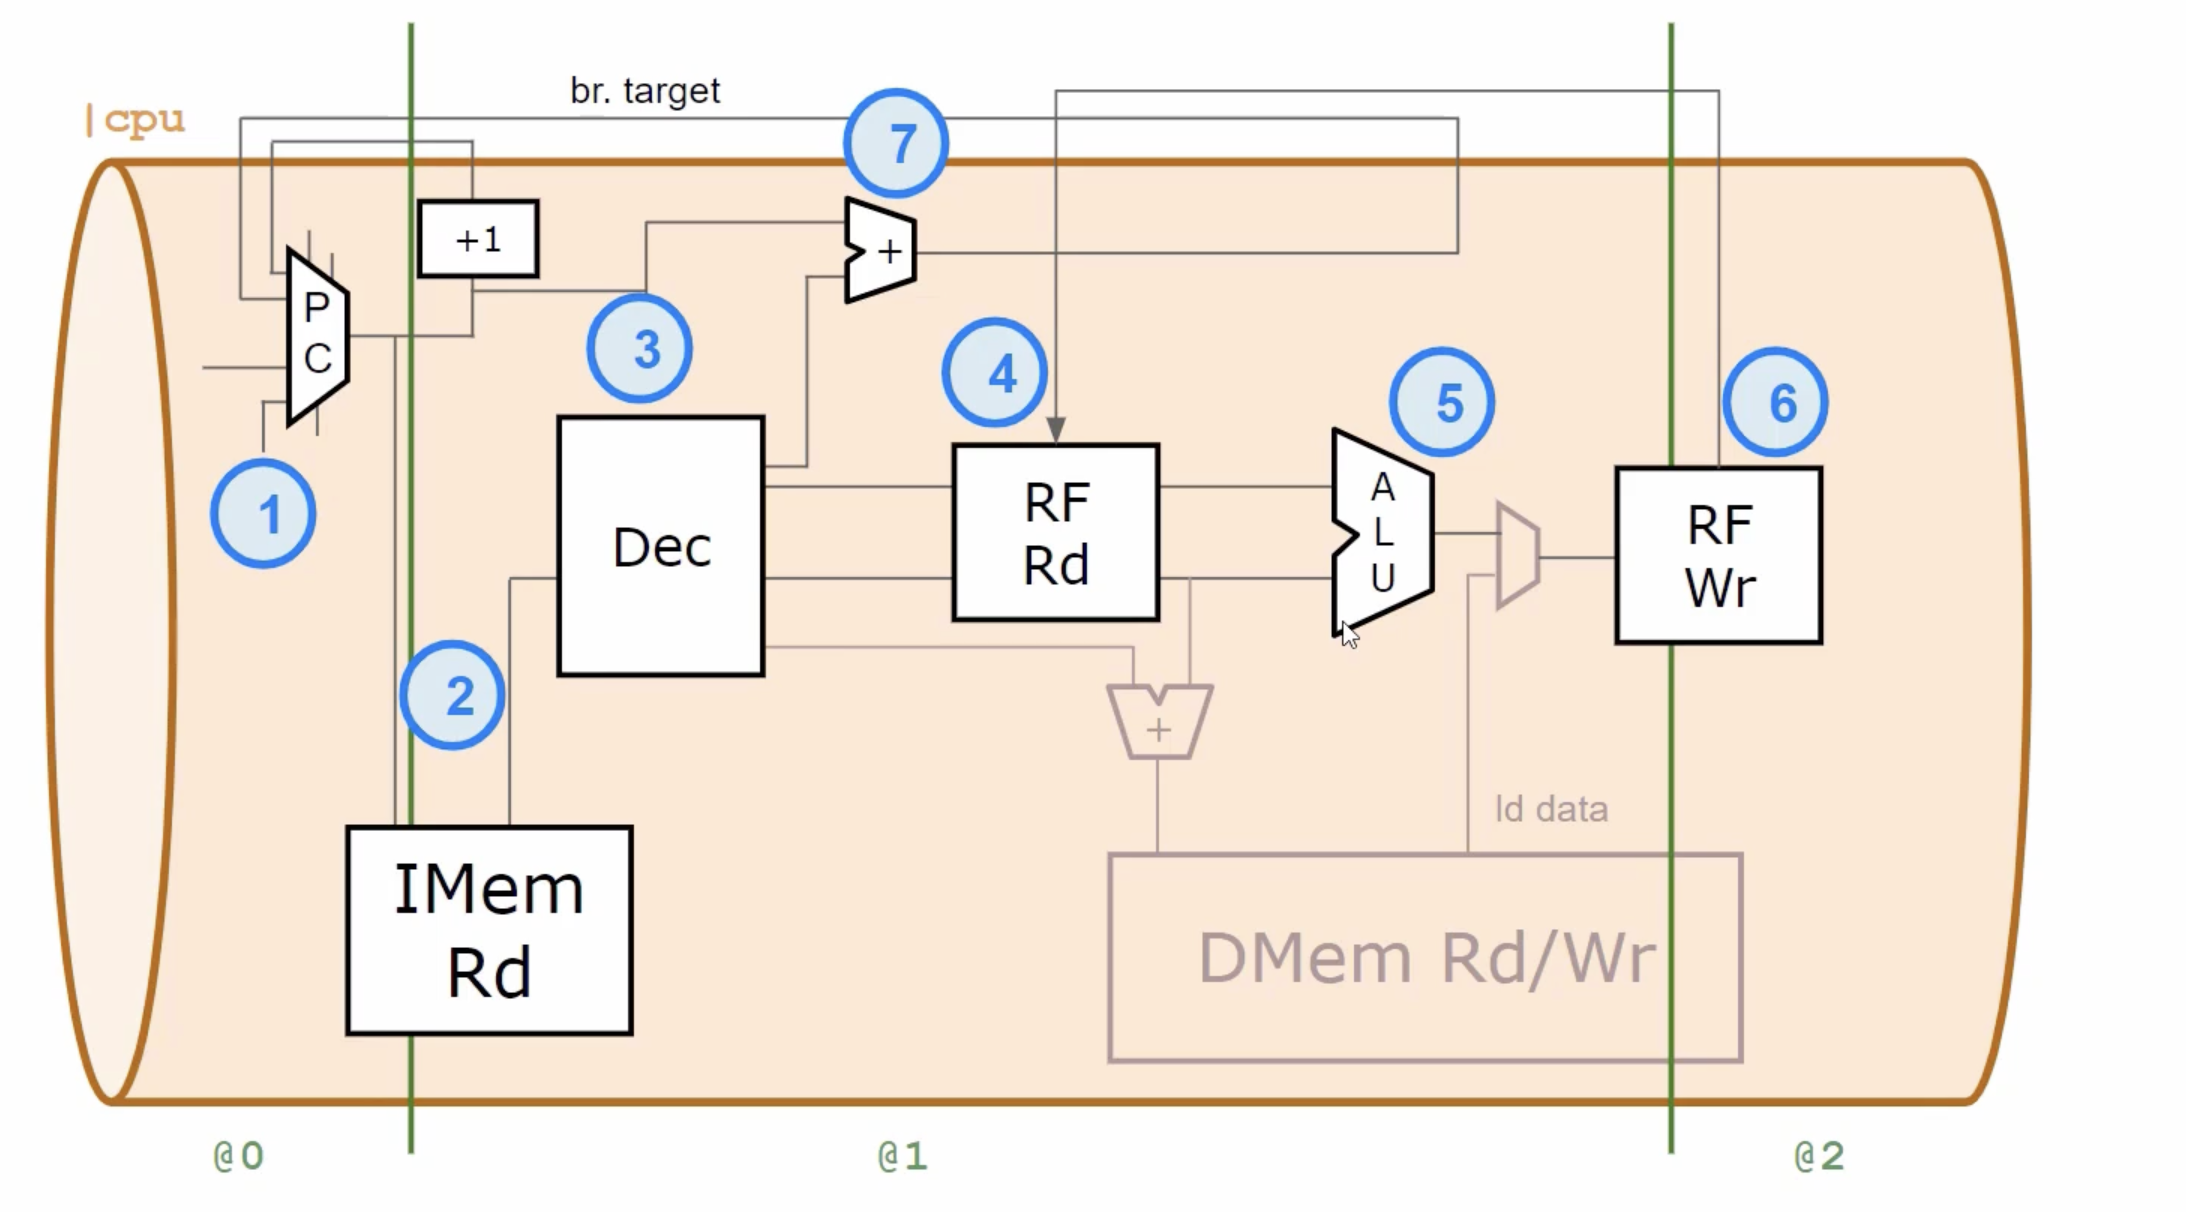 br. target
|cpu
7
+1
+
P
C
3
4
5
6
1
Dec
RF
Rd
A
L
U
RF
Wr
2
+
ld data
IMem
Rd
DMem Rd/Wr
@0
@1
@2